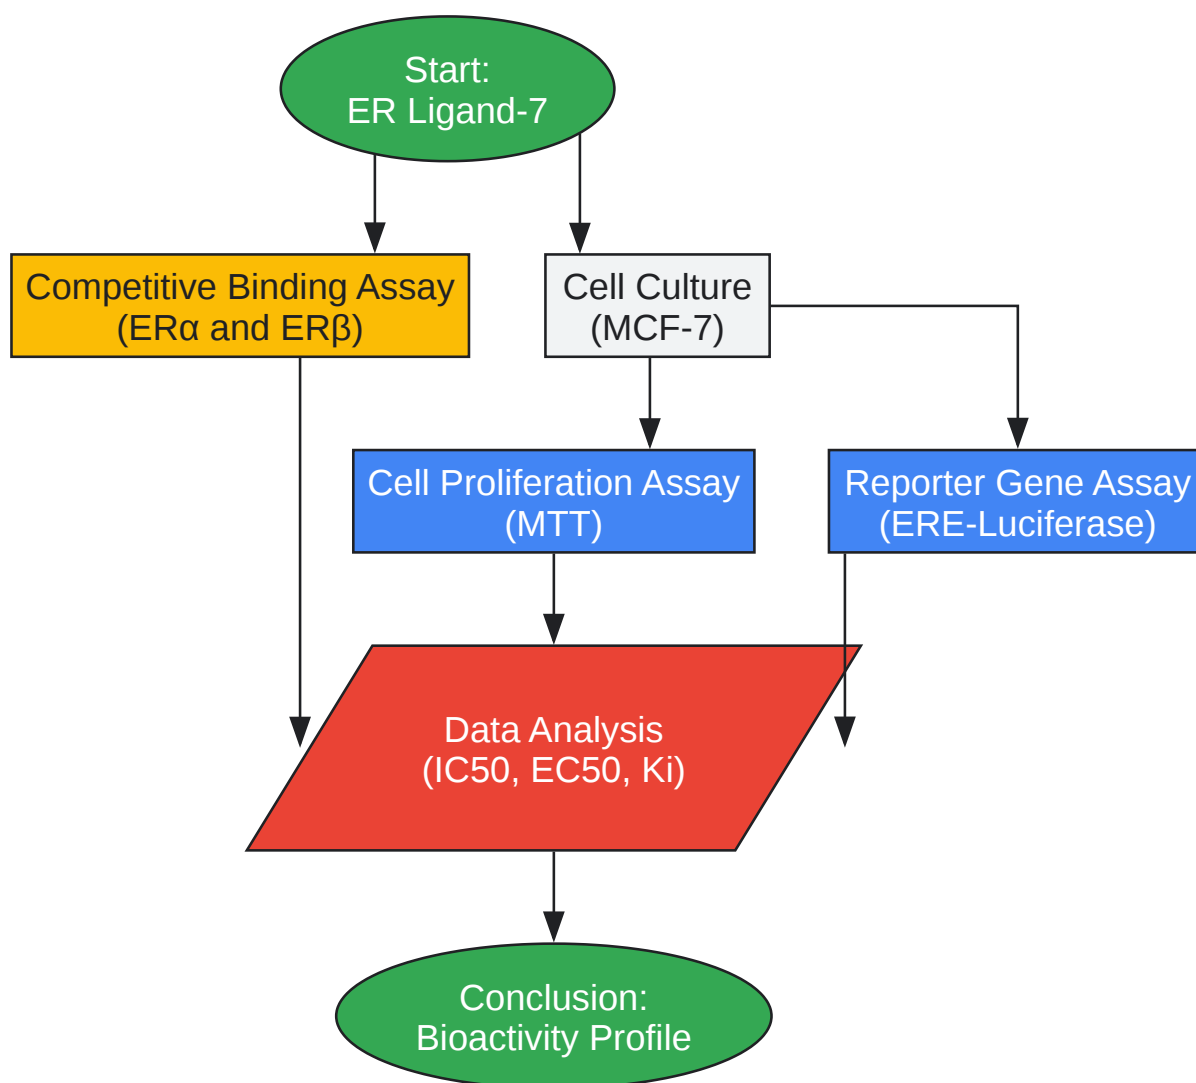 Start:
ER Ligand-7
Competitive Binding Assay
(ERα and ERβ)
Cell Culture
(MCF-7)
Cell Proliferation Assay
(MTT)
Reporter Gene Assay
(ERE-Luciferase)
Data Analysis
(IC50, EC50, Ki)
Conclusion:
Bioactivity Profile